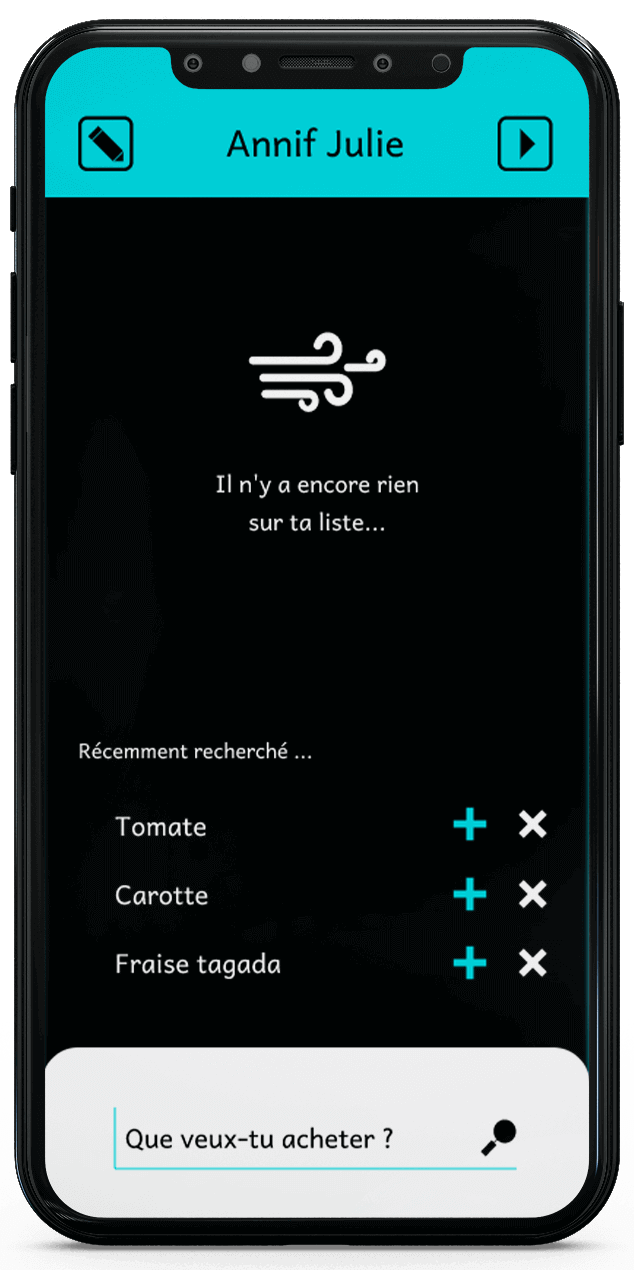 Annif Julie
Il n'y a encore rien
sur ta liste...
Récemment recherché ...
Tomate
Carotte
Fraise tagada
Que veux-tu acheter ?